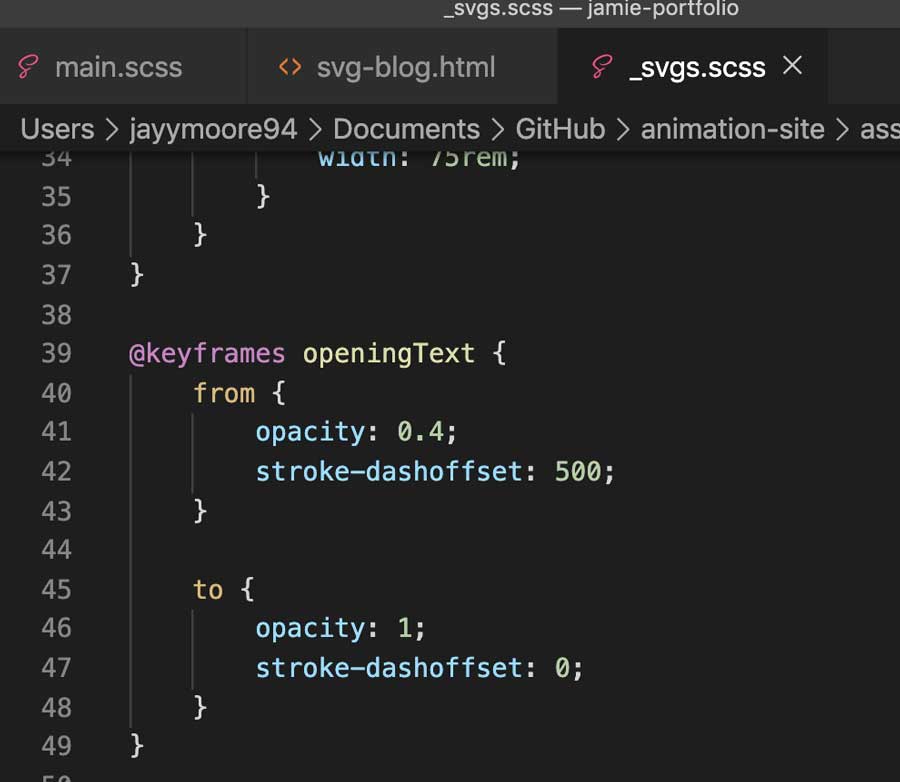 _svgs.scss — jamie-portfolio
main.scss
svg-blog.html
_svgs.scss
Users > jayymoore94 > Documents > GitHub > animation-site > ass
34 width: 75rem;
35 }
36 }
37 }
38
39 @keyframes openingText {
40 from {
41 opacity: 0.4;
42 stroke-dashoffset: 500;
43 }
44
45 to {
46 opacity: 1;
47 stroke-dashoffset: 0;
48 }
49 }
50